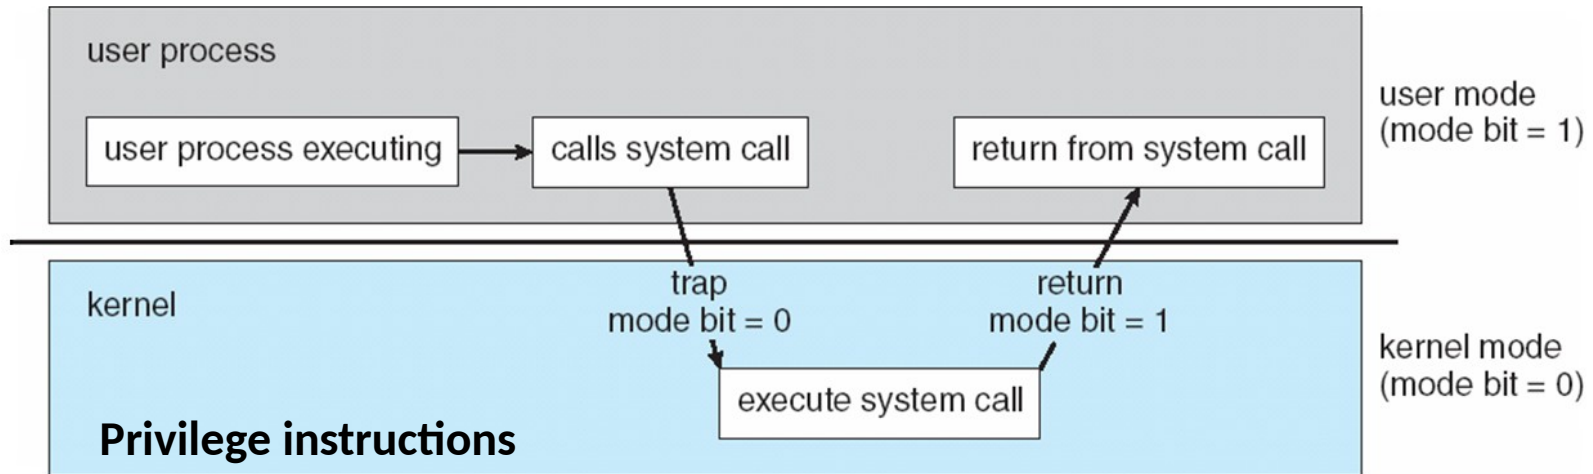 user process
user process executing
calls system call
return from system call
user mode
(mode bit = 1)
kernel
trap
mode bit = 0
return
mode bit = 1
execute system call
kernel mode
(mode bit = 0)
Privilege instructions